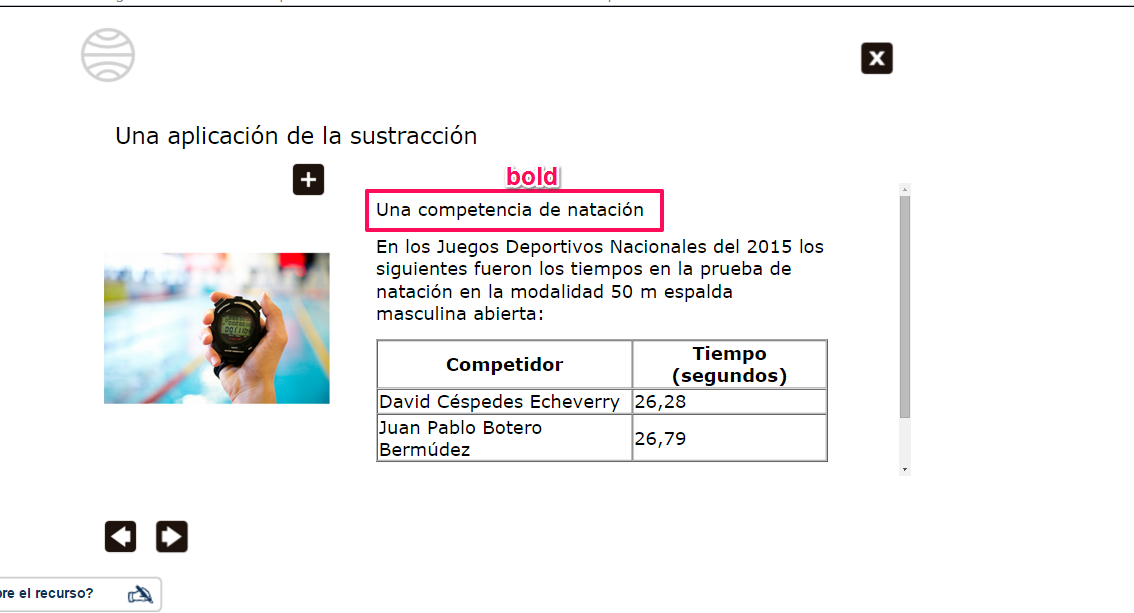 Una aplicación de la sustracción
bold
Una competencia de natación
En los Juegos Deportivos Nacionales del 2015 los
siguientes fueron los tiempos en la prueba de
natación en la modalidad 50 m espalda
masculina abierta:
Competidor
Tiempo
(segundos)
David Céspedes Echeverry 26,28
Juan Pablo Botero
Bermúdez
26,79
el recurso?